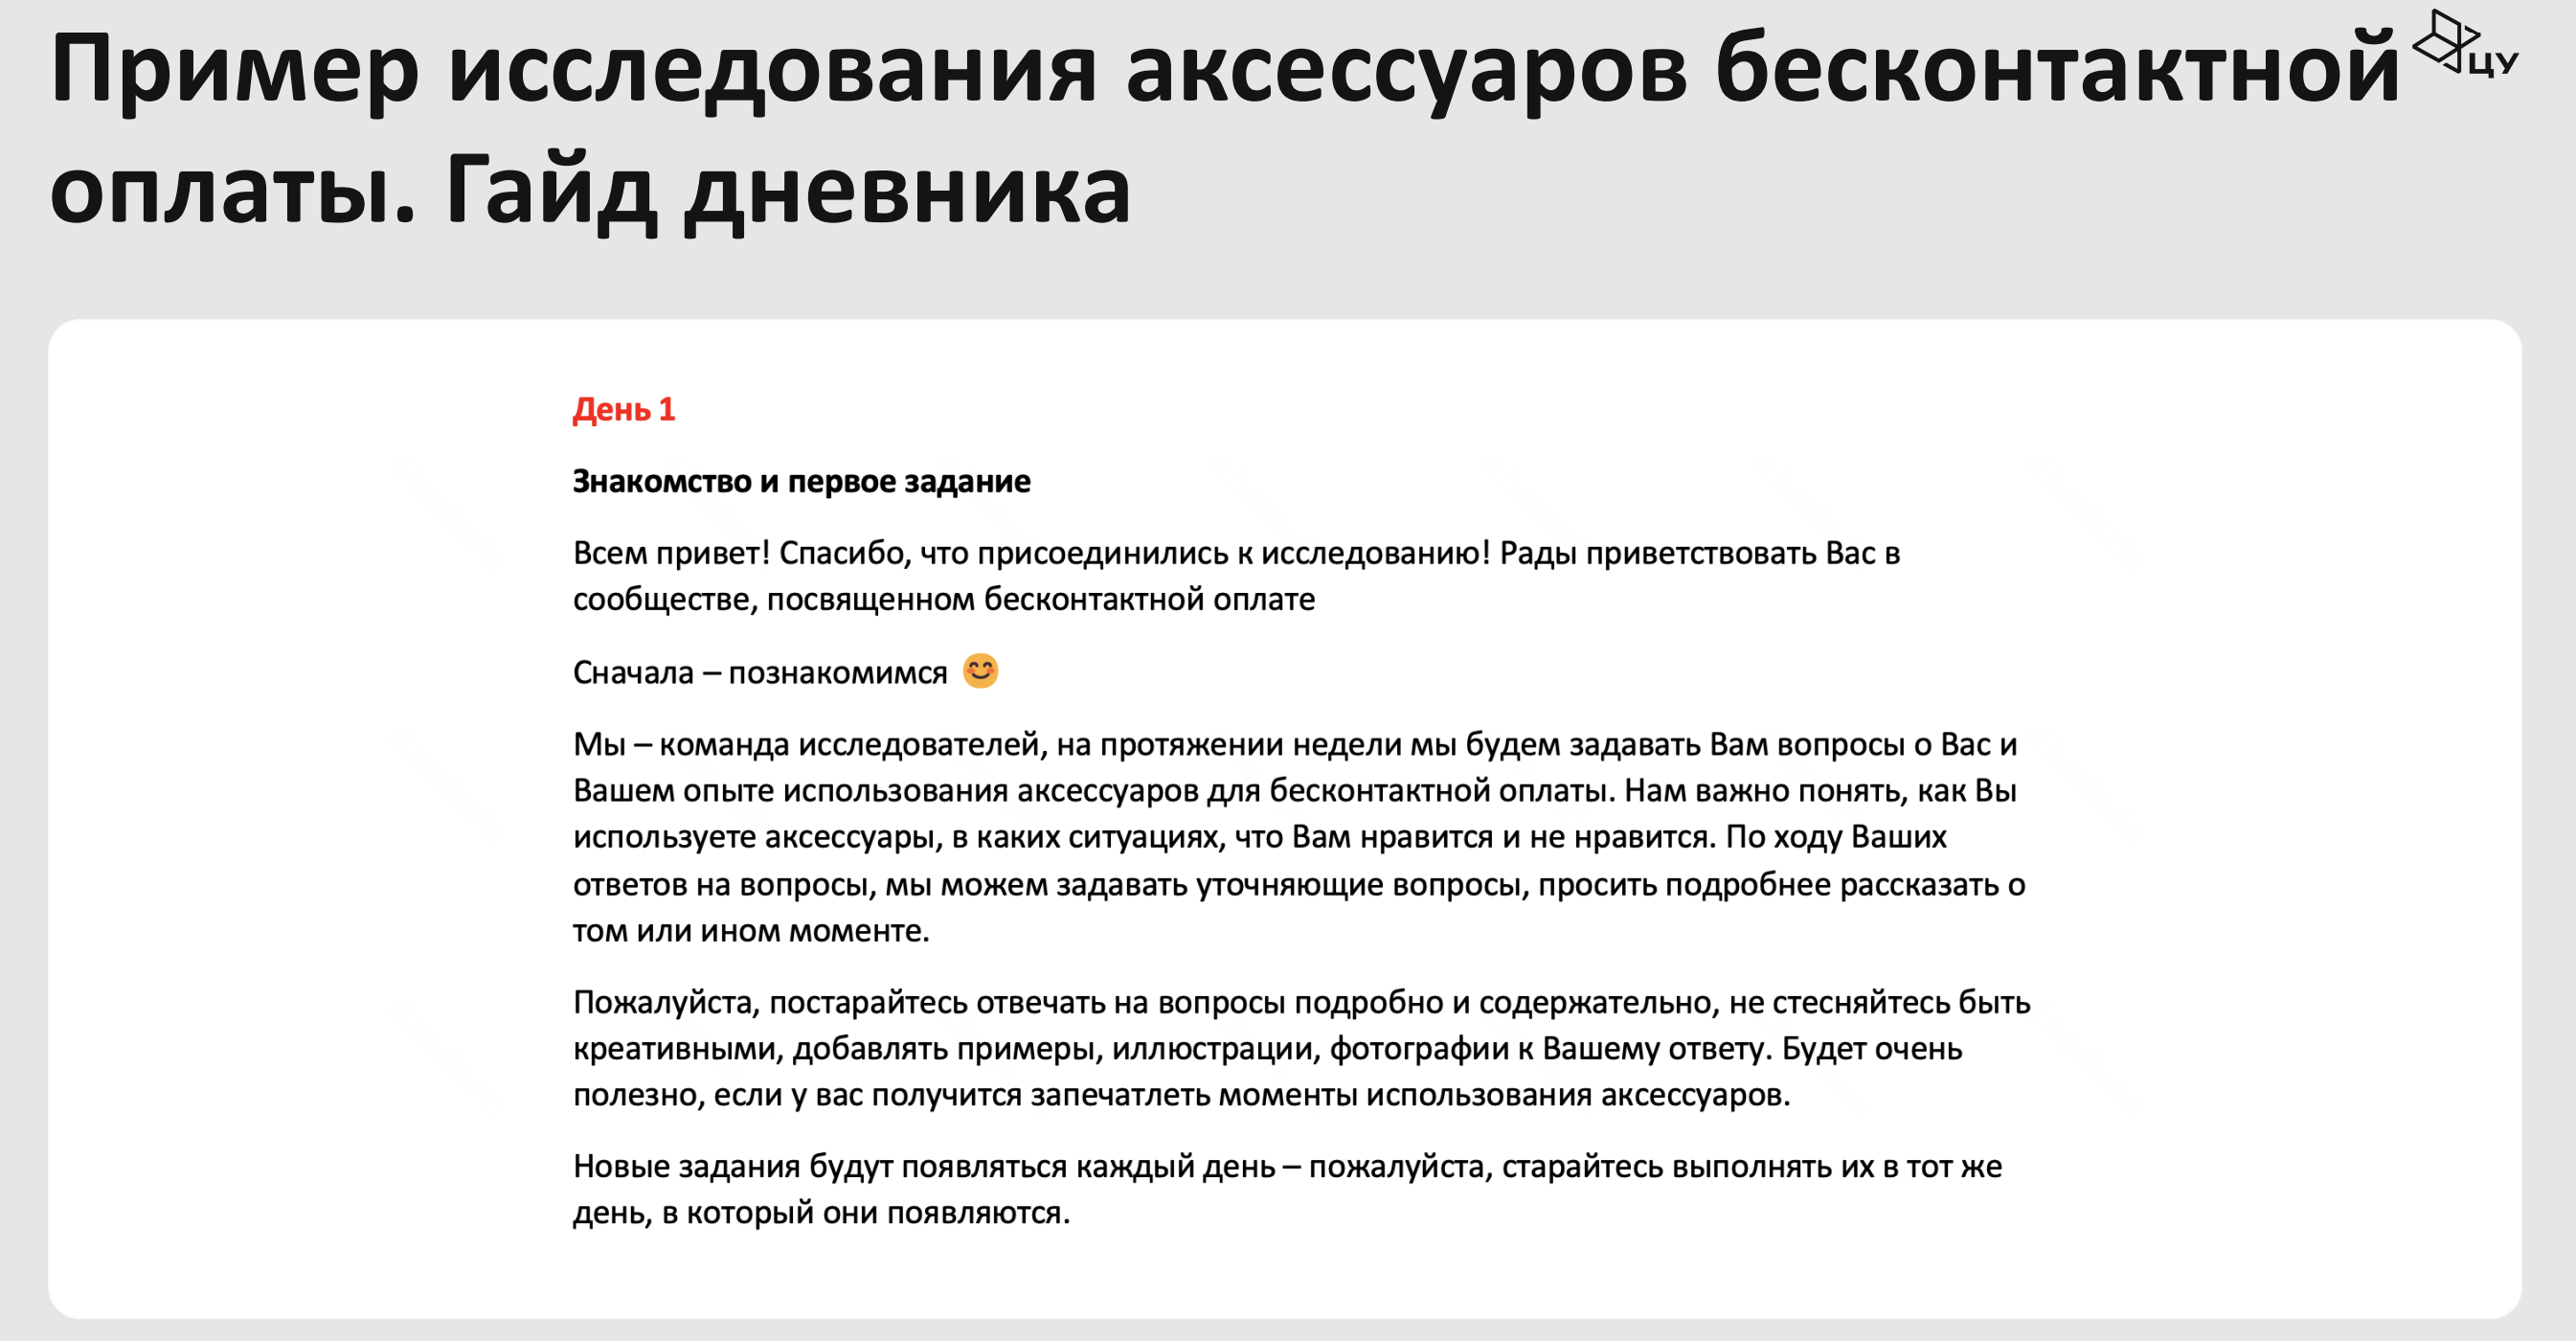 Пример исследования аксессуаров бесконтактной
ЦУ
оплаты. Гайд дневника
День 1
Знакомство и первое задание
Всем привет! Спасибо, что присоединились к исследованию! Рады приветствовать Вас в
сообществе, посвященном бесконтактной оплате
Сначала – познакомимся 😊
Мы – команда исследователей, на протяжении недели мы будем задавать Вам вопросы о Вас и
Вашем опыте использования аксессуаров для бесконтактной оплаты. Нам важно понять, как Вы
используете аксессуары, в каких ситуациях, что Вам нравится и не нравится. По ходу Ваших
ответов на вопросы, мы можем задавать уточняющие вопросы, просить подробнее рассказать о
том или ином моменте.
Пожалуйста, постарайтесь отвечать на вопросы подробно и содержательно, не стесняйтесь быть
креативными, добавлять примеры, иллюстрации, фотографии к Вашему ответу. Будет очень
полезно, если у вас получится запечатлеть моменты использования аксессуаров.
Новые задания будут появляться каждый день – пожалуйста, старайтесь выполнять их в тот же
день, в который они появляются.